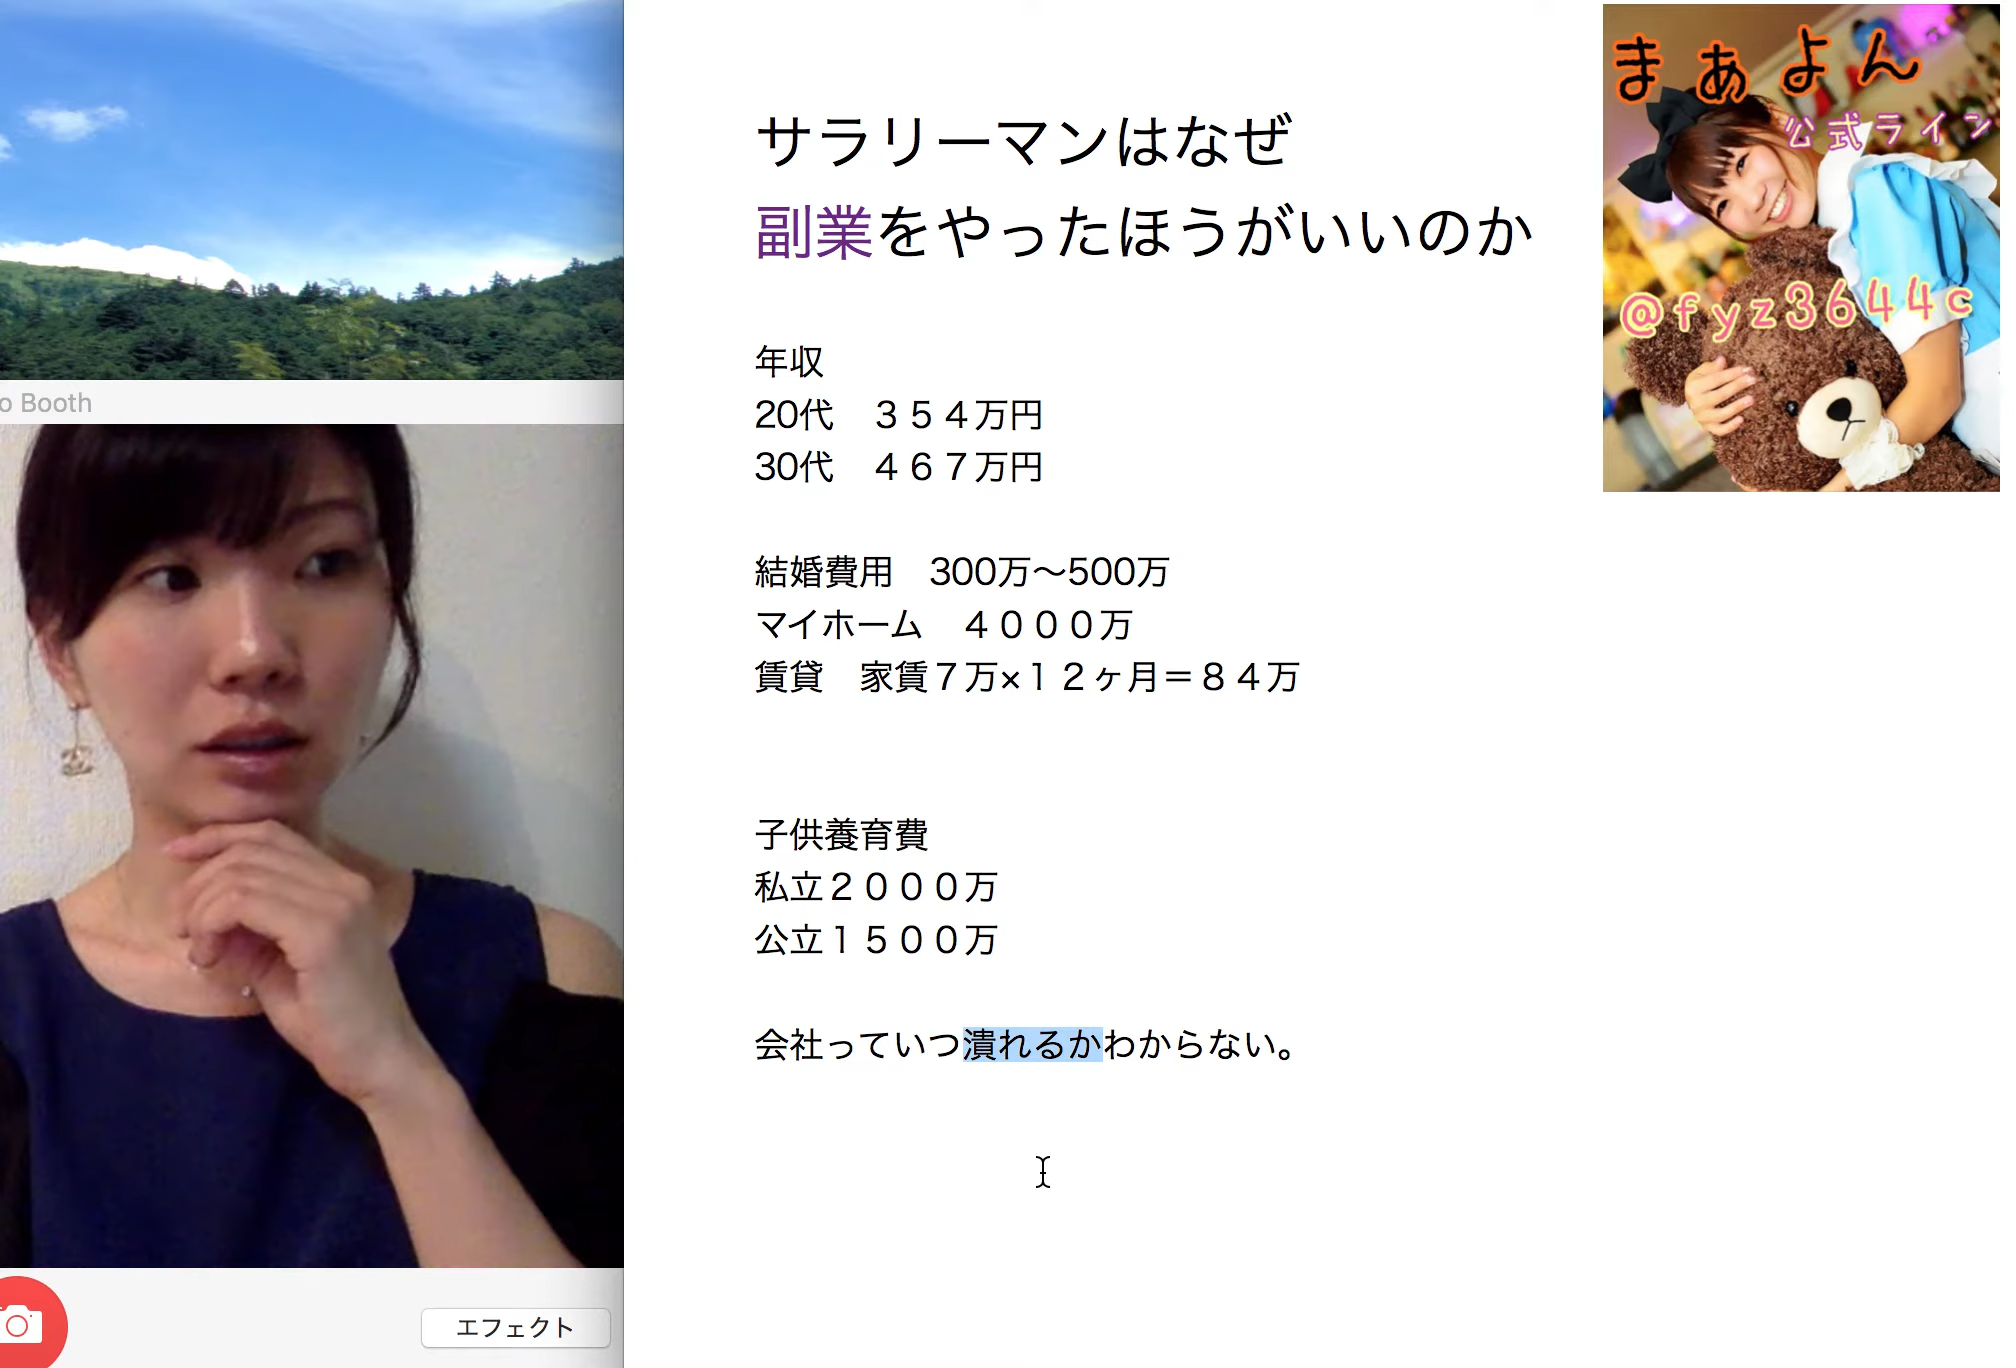 o Booth
エフェクト
サラリーマンはなぜ
副業をやったほうがいいのか
年収
20代　３５４万円
30代　４６７万円
結婚費用　300万〜500万
マイホーム　４０００万
賃貸　家賃７万×１２ヶ月＝８４万
子供養育費
私立２０００万
公立１５００万
会社っていつ潰れるかわからない。
まぁよん
公式ライン
@fyz3644c